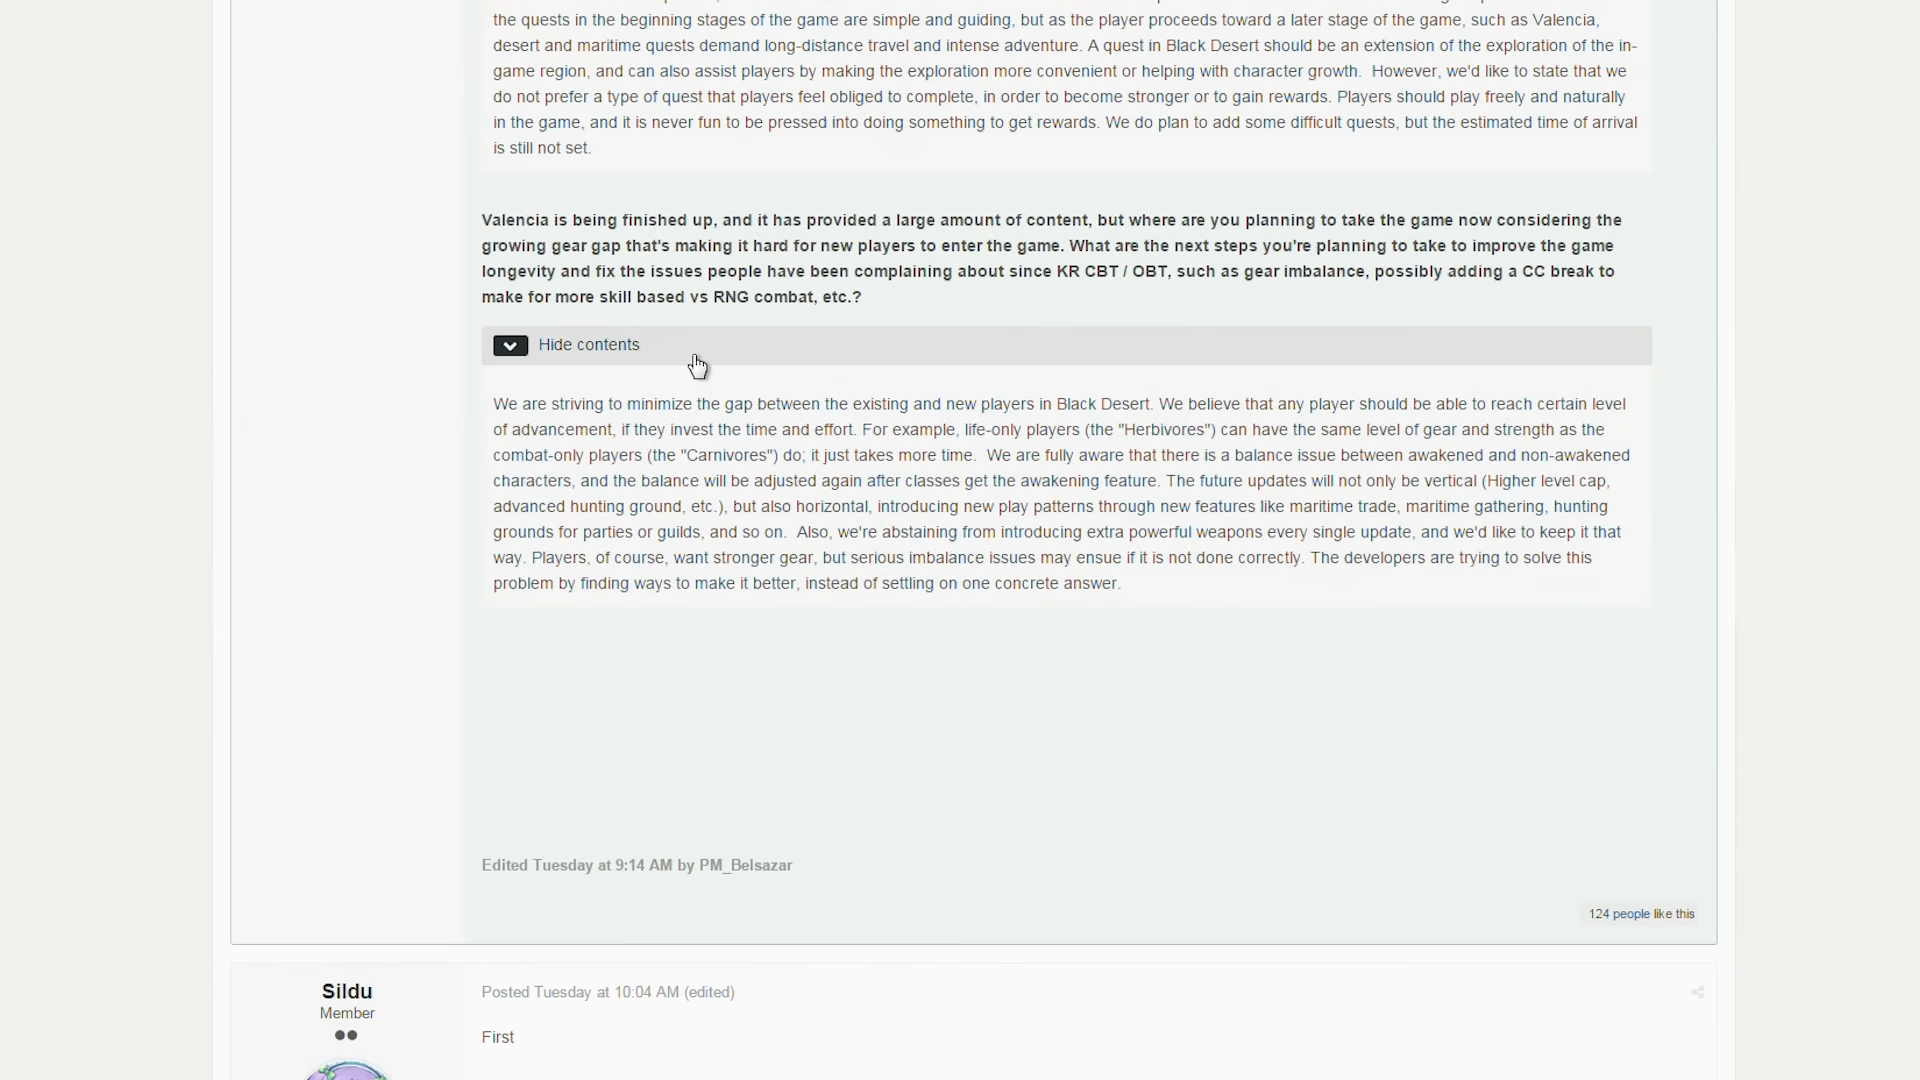 the quests in the beginning stages of the game are simple and guiding, but as the player proceeds toward a later stage of the game, such as Valencia,
desert and maritime quests demand long-distance travel and intense adventure. A quest in Black Desert should be an extension of the exploration of the in-
game region, and can also assist players by making the exploration more convenient or helping with character growth.  However, we'd like to state that we
do not prefer a type of quest that players feel obliged to complete, in order to become stronger or to gain rewards. Players should play freely and naturally
in the game, and it is never fun to be pressed into doing something to get rewards. We do plan to add some difficult quests, but the estimated time of arrival
is still not set.
Valencia is being finished up, and it has provided a large amount of content, but where are you planning to take the game now considering the
growing gear gap that's making it hard for new players to enter the game. What are the next steps you're planning to take to improve the game
longevity and fix the issues people have been complaining about since KR CBT / OBT, such as gear imbalance, possibly adding a CC break to
make for more skill based vs RNG combat, etc.?
Hide contents
We are striving to minimize the gap between the existing and new players in Black Desert. We believe that any player should be able to reach certain level
of advancement, if they invest the time and effort. For example, life-only players (the "Herbivores") can have the same level of gear and strength as the
combat-only players (the "Carnivores") do; it just takes more time.  We are fully aware that there is a balance issue between awakened and non-awakened
characters, and the balance will be adjusted again after classes get the awakening feature. The future updates will not only be vertical (Higher level cap,
advanced hunting ground, etc.), but also horizontal, introducing new play patterns through new features like maritime trade, maritime gathering, hunting
grounds for parties or guilds, and so on.  Also, we're abstaining from introducing extra powerful weapons every single update, and we'd like to keep it that
way. Players, of course, want stronger gear, but serious imbalance issues may ensue if it is not done correctly. The developers are trying to solve this
problem by finding ways to make it better, instead of settling on one concrete answer.
Edited Tuesday at 9:14 AM by PM_Belsazar
124 people like this
Sildu
Member
Posted Tuesday at 10:04 AM (edited)
First